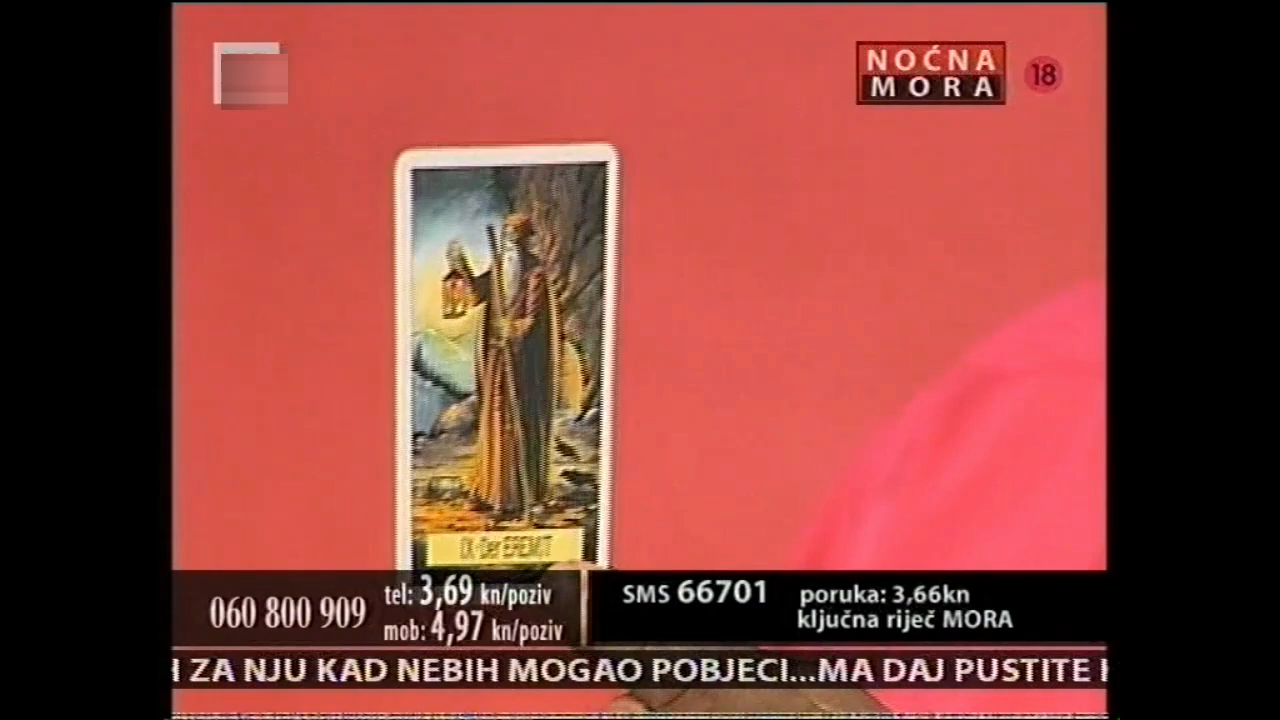 NOĆNA
MORA
18
IX Der EREMIT
060 800 909
tel: 3,69 kn/poziv
mob: 4,97 kn/poziv
SMS 66701
poruka: 3,66kn
ključna riječ MORA
ZA NJU KAD NEBIH MOGAO POBJECI...MA DAJ PUSTITE